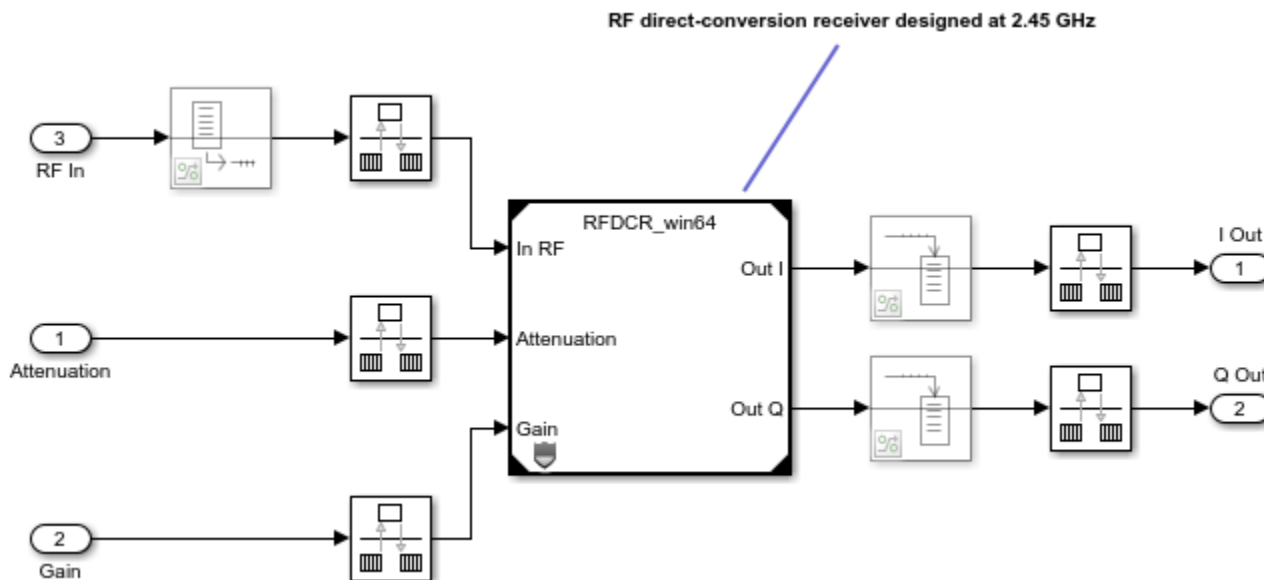 RF direct-conversion receiver designed at 2.45 GHz
3
RF In
RFDCR_win64
In RF
Out I
I Out
1
1
Attenuation
Attenuation
Out Q
Q Out
2
Gain
2
Gain